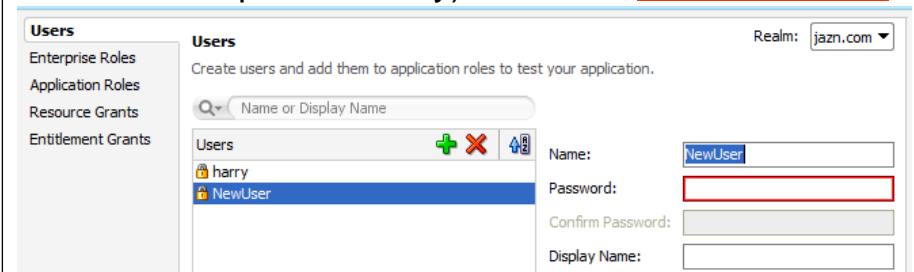 Users
Enterprise Roles
Application Roles
Resource Grants
Entitlement Grants
Users
Realm: jazn.com
Create users and add them to application roles to test your application.
Name or Display Name
Users
harry
NewUser
Name: NewUser
Password:
Confirm Password:
Display Name: